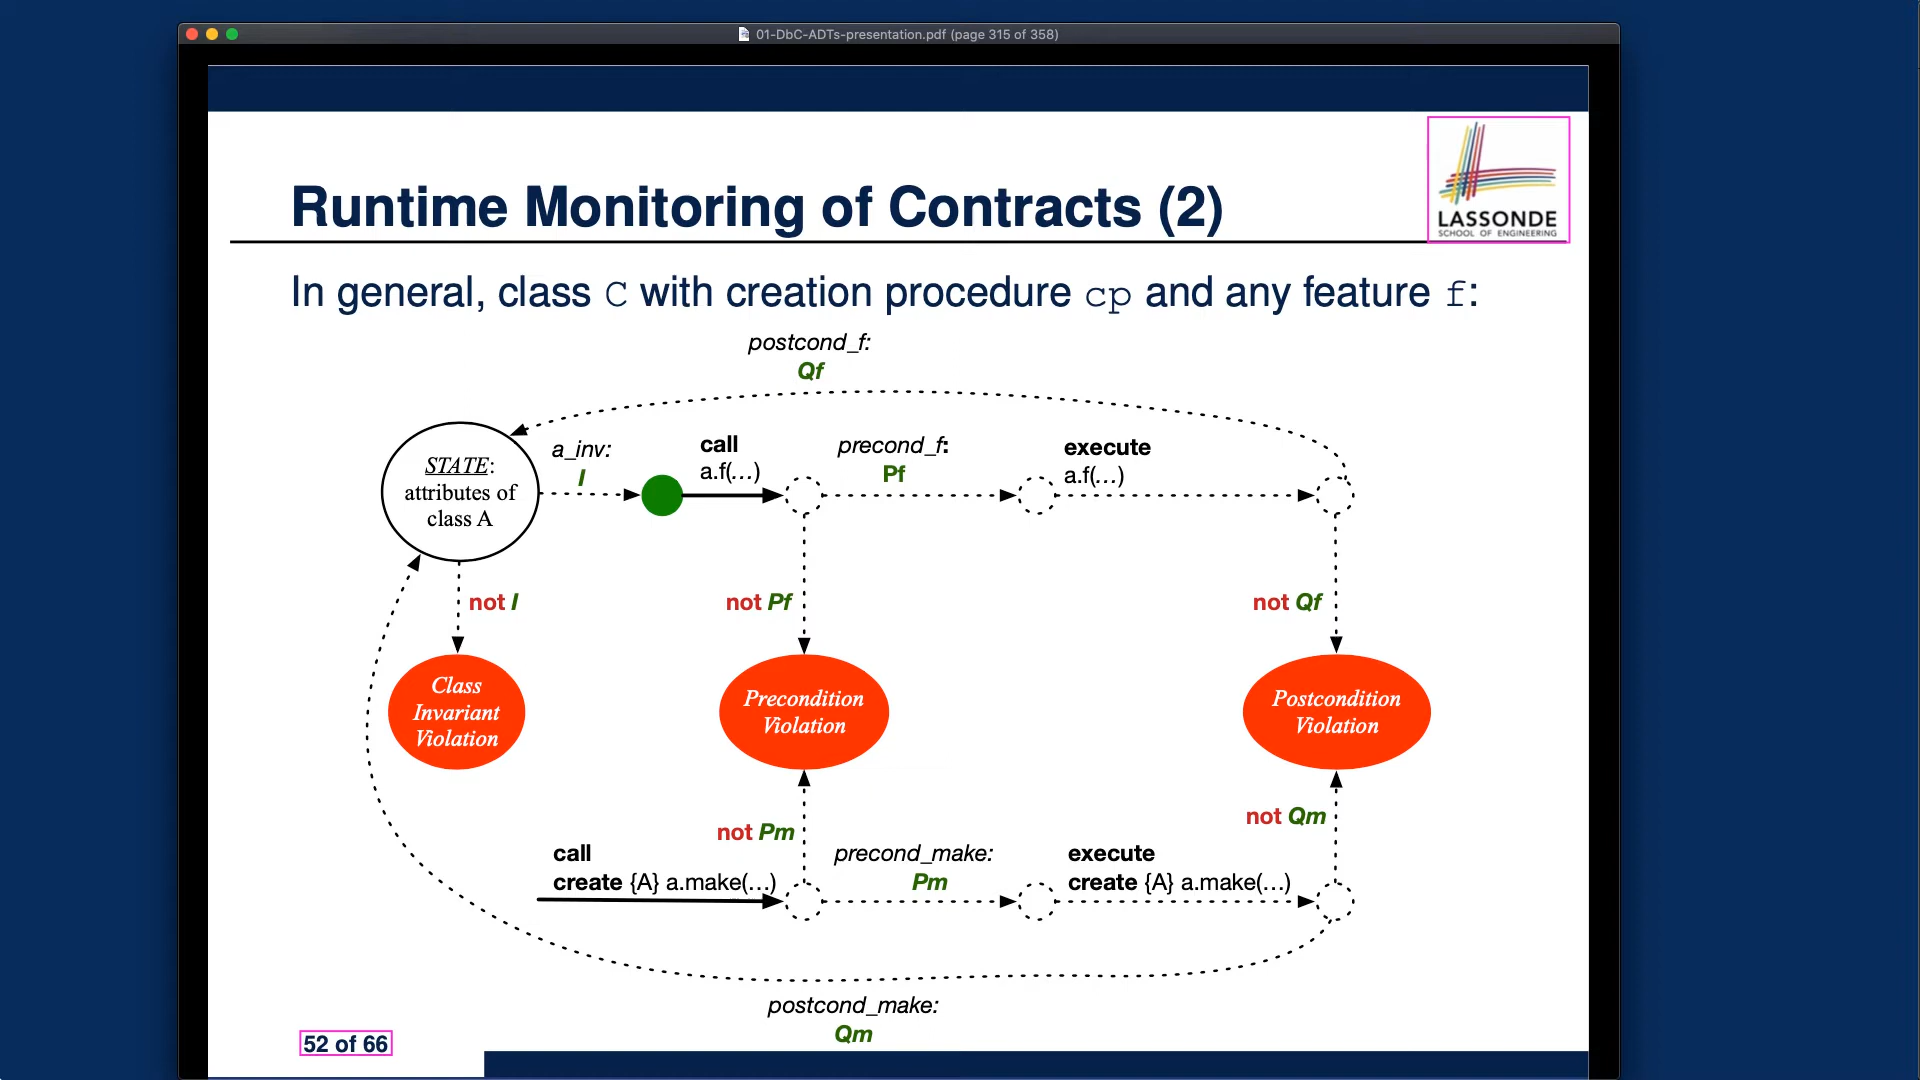 01-DbC-ADTs-presentation.pdf (page 315 of 358)
LASSONDE
SCHOOL OF ENGINEERING
Runtime Monitoring of Contracts (2)
In general, class C with creation procedure cp and any feature f:
postcond_f:
Qf
STATE:
attributes of
class A
a_inv:
I
call
a.f(...)
precond_f:
Pf
execute
a.f(...)
not I
not Pf
not Qf
Class
Invariant
Violation
Precondition
Violation
Postcondition
Violation
not Pm
not Qm
call
create {A} a.make(...)
precond_make:
Pm
execute
create {A} a.make(...)
postcond_make:
Qm
52 of 66